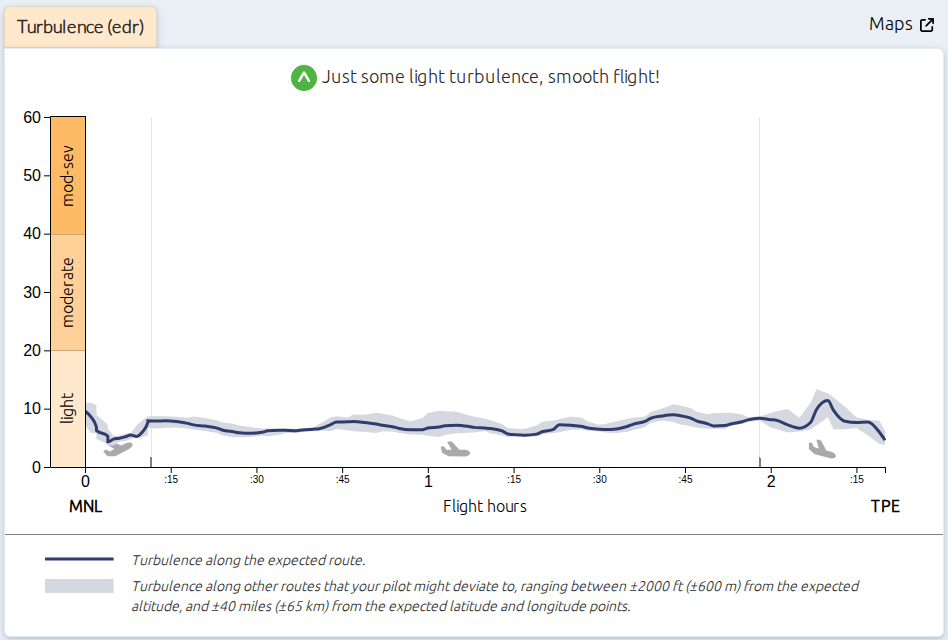 Turbulence (edr)
Maps
Just some light turbulence, smooth flight!
60
50
40
30
20
10
0
mod-sev
moderate
light
0
:15
:30
:45
1
:15
:30
:45
2
:15
MNL
Flight hours
TPE
Turbulence along the expected route.
Turbulence along other routes that your pilot might deviate to, ranging between ±2000 ft (±600 m) from the expected
altitude, and ±40 miles (±65 km) from the expected latitude and longitude points.